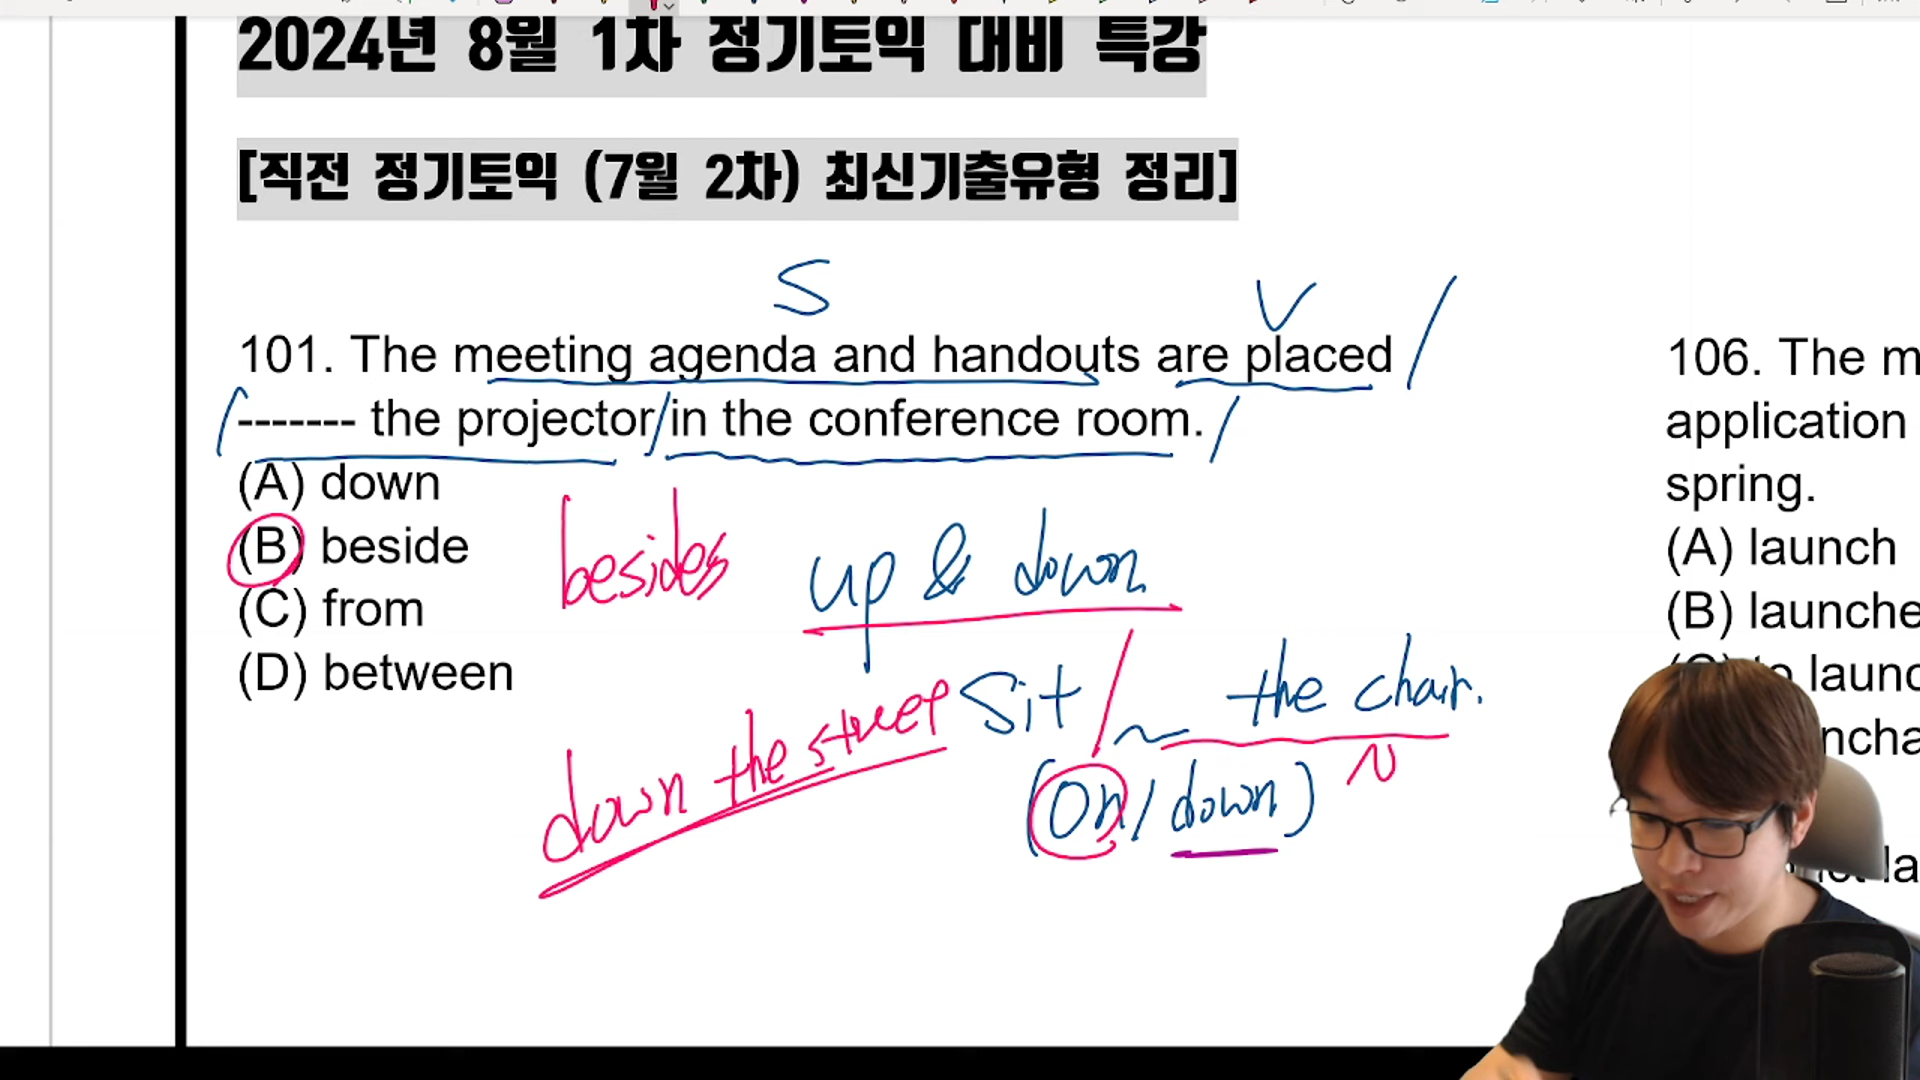 2024년 8월 1차 정기토익 대비 특강
[직전 정기토익 (7월 2차) 최신기출유형 정리]
S
V
101. The meeting agenda and handouts are placed /
/ ------- the projector / in the conference room. /
(A) down
(B) beside
(C) from
(D) between
besides
up & down
down the street
Sit / ~ the chair.
N
(on / down)
106. The m
application
spring.
(A) launch
(B) launche
launc
ncha
la